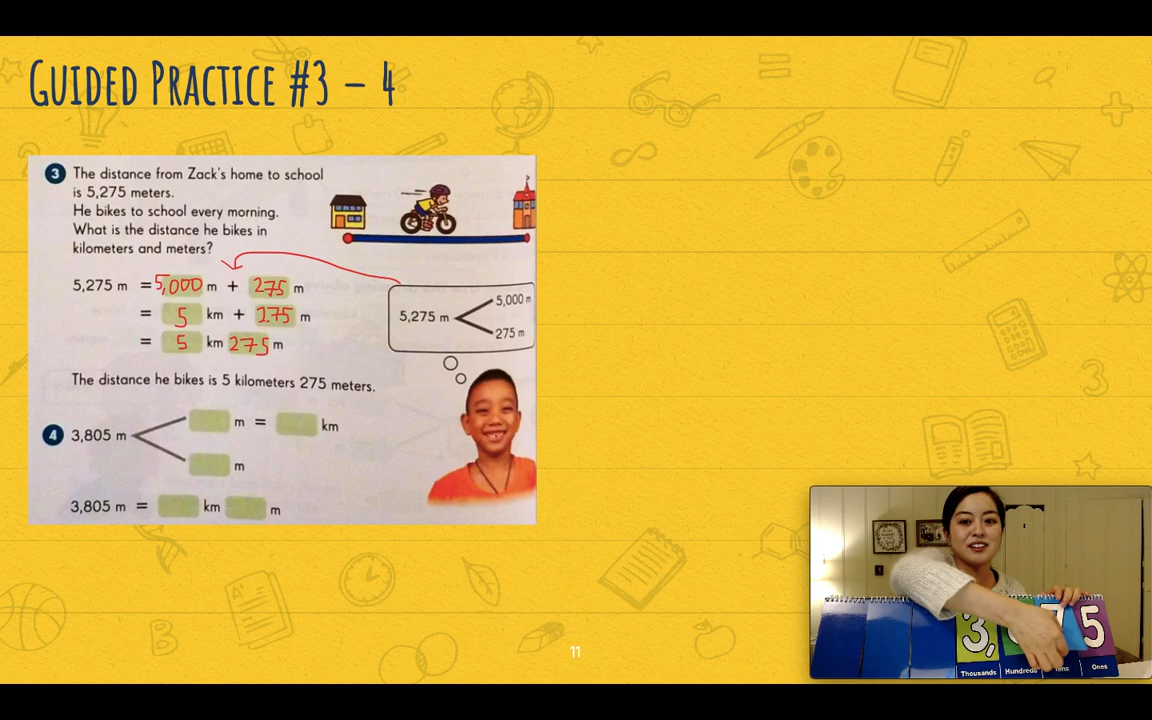 GUIDED PRACTICE #3 – 4
3 The distance from Zack's home to school
is 5,275 meters.
He bikes to school every morning.
What is the distance he bikes in
kilometers and meters?
5,275 m = 5,000 m + 275 m
= 5 km + 275 m
= 5 km 275 m
5,275 m
5,000 m
275 m
The distance he bikes is 5 kilometers 275 meters.
4 3,805 m
m = km
m
3,805 m = km m
3, 7 5
Thousands Hundreds Tens Ones
11